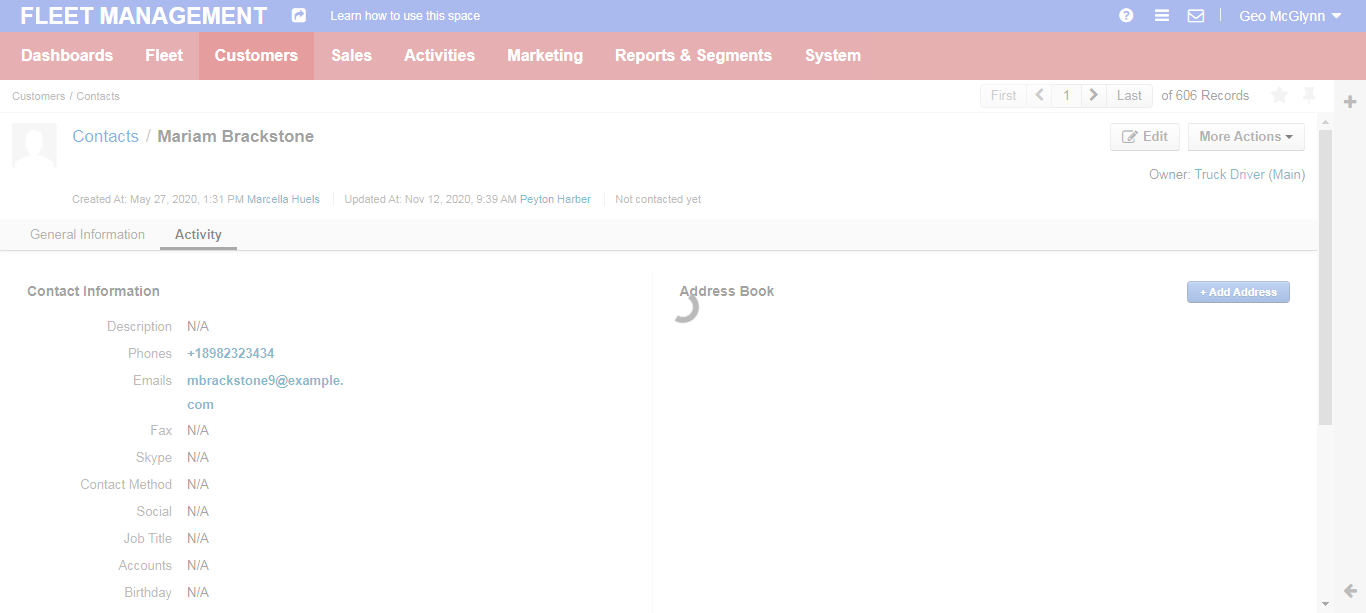 FLEET MANAGEMENT Learn how to use this space Geo McGlynn
Dashboards Fleet Customers Sales Activities Marketing Reports & Segments System
Customers / Contacts First 1 Last of 606 Records
Contacts / Mariam Brackstone Edit More Actions
Owner: Truck Driver (Main)
Created At: May 27, 2020, 1:31 PM Marcella Huels Updated At: Nov 12, 2020, 9:39 AM Peyton Harber Not contacted yet
General Information Activity
Contact Information Address Book + Add Address
Description N/A
Phones +18982323434
Emails mbrackstone9@example.
com
Fax N/A
Skype N/A
Contact Method N/A
Social N/A
Job Title N/A
Accounts N/A
Birthday N/A